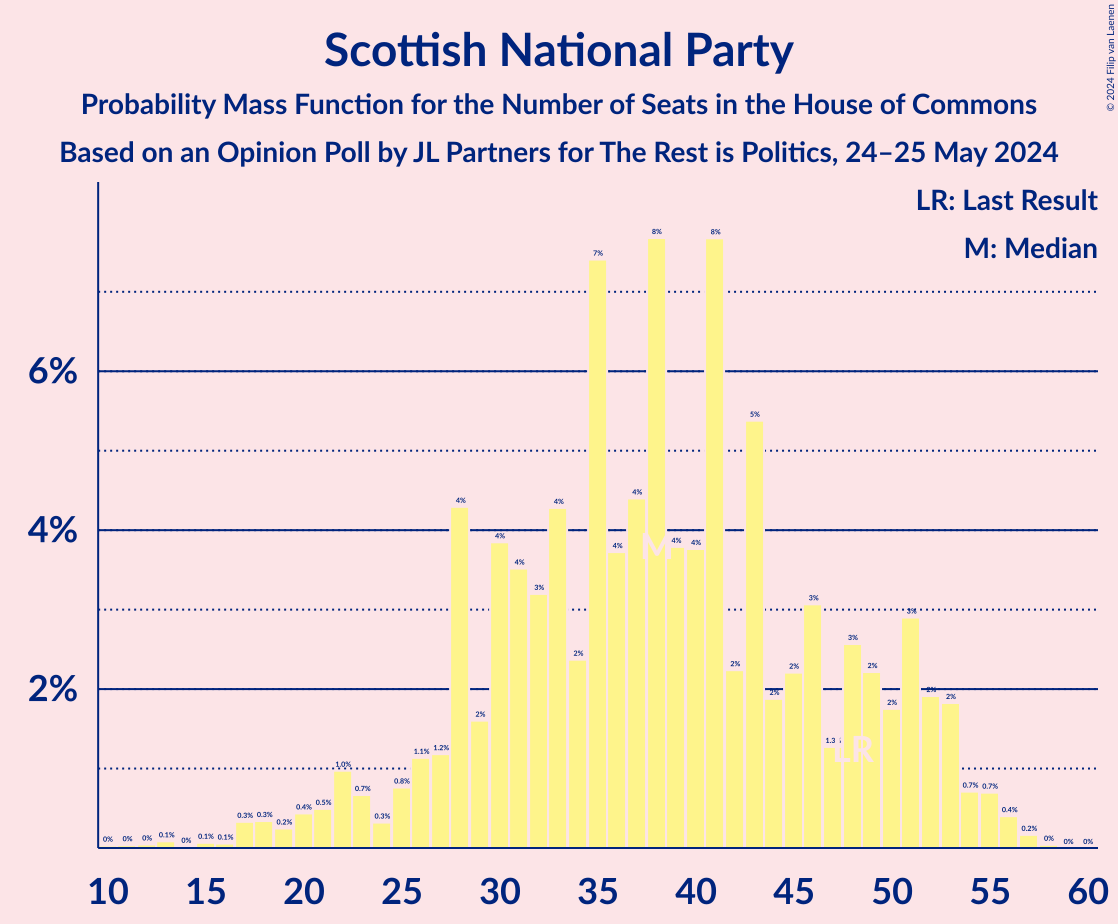 Scottish National Party
Probability Mass Function for the Number of Seats in the House of Commons
Based on an Opinion Poll by JL Partners for The Rest is Politics, 24–25 May 2024
© 2024 Filip van Laenen
LR: Last Result
M: Median
6%
4%
2%
0% 0% 0% 0.1% 0% 0.1% 0.1% 0.3% 0.3% 0.2% 0.4% 0.5% 1.0% 0.7% 0.3% 0.8% 1.1% 1.2% 4% 2% 4% 4% 3% 4% 2% 7% 4% 4% 8% 4% 4% 8% 2% 5% 2% 2% 3% 1.3 3% 2% 2% 3% 2% 2% 0.7% 0.7% 0.4% 0.2% 0% 0% 0%
M
LR
10 15 20 25 30 35 40 45 50 55 60